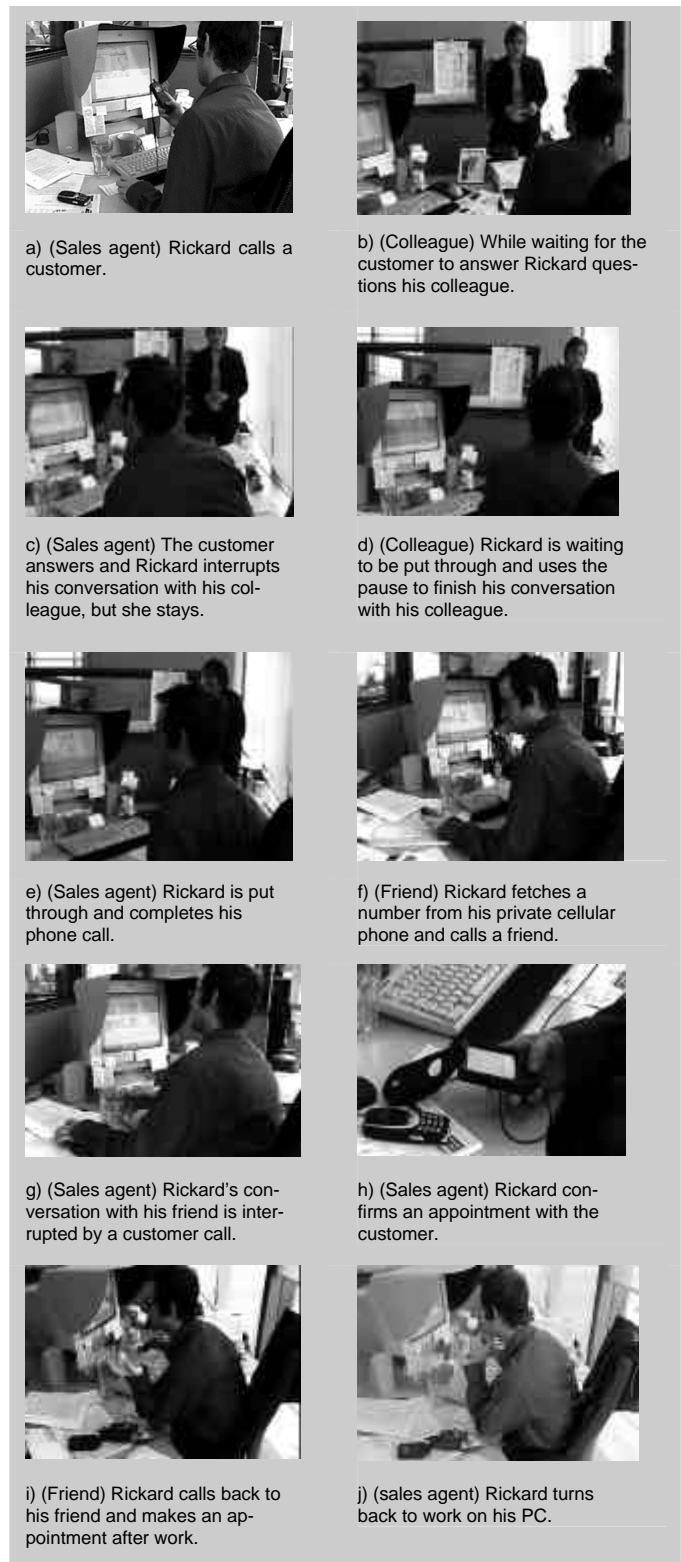 a) (Sales agent) Rickard calls a
customer.
b) (Colleague) While waiting for the
customer to answer Rickard ques-
tions his colleague.
c) (Sales agent) The customer
answers and Rickard interrupts
his conversation with his col-
league, but she stays.
d) (Colleague) Rickard is waiting
to be put through and uses the
pause to finish his conversation
with his colleague.
e) (Sales agent) Rickard is put
through and completes his
phone call.
f) (Friend) Rickard fetches a
number from his private cellular
phone and calls a friend.
g) (Sales agent) Rickard's con-
versation with his friend is inter-
rupted by a customer call.
h) (Sales agent) Rickard con-
firms an appointment with the
customer.
i) (Friend) Rickard calls back to
his friend and makes an ap-
pointment after work.
j) (sales agent) Rickard turns
back to work on his PC.